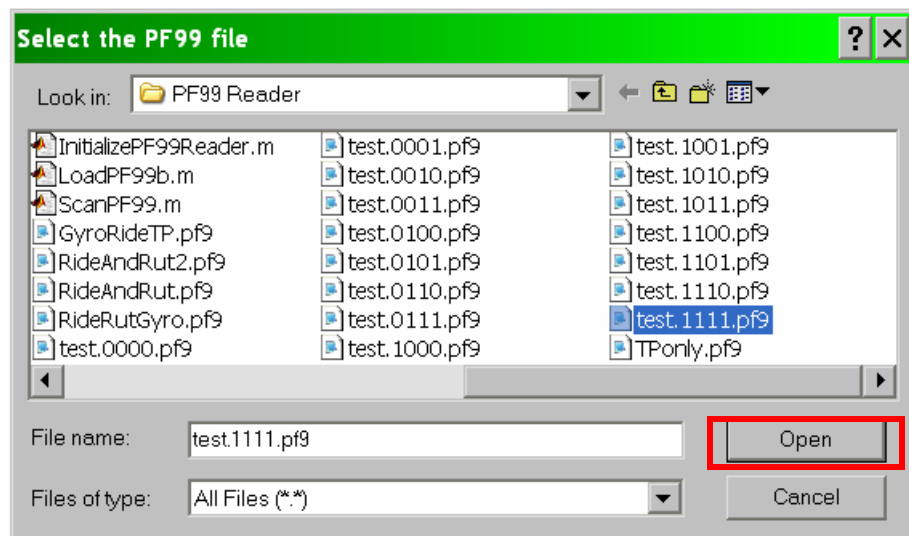 Select the PF99 file
Look in: PF99 Reader
InitializePF99Reader.m test.0001.pf9 test.1001.pf9
LoadPF99b.m test.0010.pf9 test.1010.pf9
ScanPF99.m test.0011.pf9 test.1011.pf9
GyroRideTP.pf9 test.0100.pf9 test.1100.pf9
RideAndRut2.pf9 test.0101.pf9 test.1101.pf9
RideAndRut.pf9 test.0110.pf9 test.1110.pf9
RideRutGyro.pf9 test.0111.pf9 test.1111.pf9
test.0000.pf9 test.1000.pf9 TPonly.pf9
File name: test.1111.pf9 Open
Files of type: All Files (*.*) Cancel